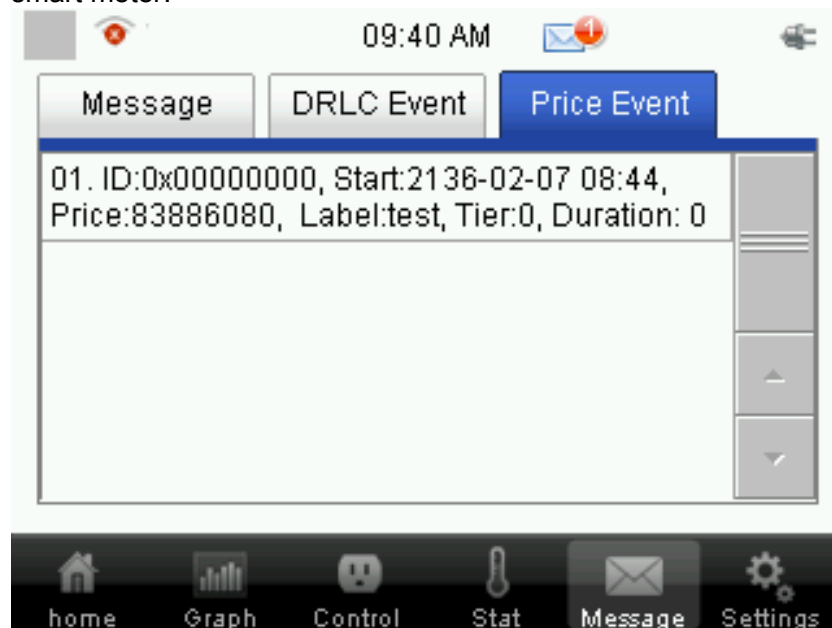 smart meter.
09:40 AM
1
Message
DRLC Event
Price Event
01. ID:0x00000000, Start:2136-02-07 08:44,
Price:83886080, Label:test, Tier:0, Duration: 0
home
Graph
Control
Stat
Message
Settings